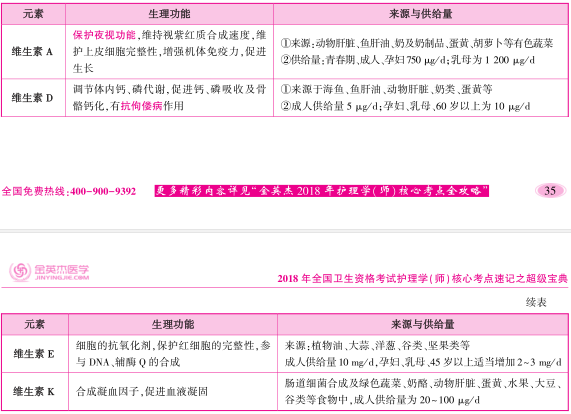 元素 生理功能 来源与供给量
维生素 A
保护夜视功能,维持视紫红质合成速度,维
护上皮细胞完整性,增强机体免疫力,促进
生长
①来源:动物肝脏、鱼肝油、奶及奶制品、蛋黄、胡萝卜等有色蔬菜
②供给量:青春期、成人、孕妇 750 μg/d;乳母为 1 200 μg/d
维生素 D
调节体内钙、磷代谢,促进钙、磷吸收及骨
骼钙化,有抗佝偻病作用
①来源于海鱼、鱼肝油、动物肝脏、奶类、蛋黄等
②成人供给量 5 μg/d;孕妇、乳母、60 岁以上为 10 μg/d
全国免费热线:400-900-9392 更多精彩内容详见“金英杰 2018 年护理学(师)核心考点全攻略” 35
金英杰医学
JINYINGJIE.COM
2018 年全国卫生资格考试护理学(师)核心考点速记之超级宝典
续表
元素 生理功能 来源与供给量
维生素 E
细胞的抗氧化剂,保护红细胞的完整性,参
与 DNA、辅酶 Q 的合成
来源:植物油、大蒜、洋葱、谷类、坚果类等
成人供给量 10 mg/d,孕妇、乳母、45 岁以上适当增加 2~3 mg/d
维生素 K
合成凝血因子,促进血液凝固
肠道细菌合成及绿色蔬菜、奶酪、动物肝脏、蛋黄、水果、大豆、
谷类等食物中,成人供给量为 20~100 μg/d